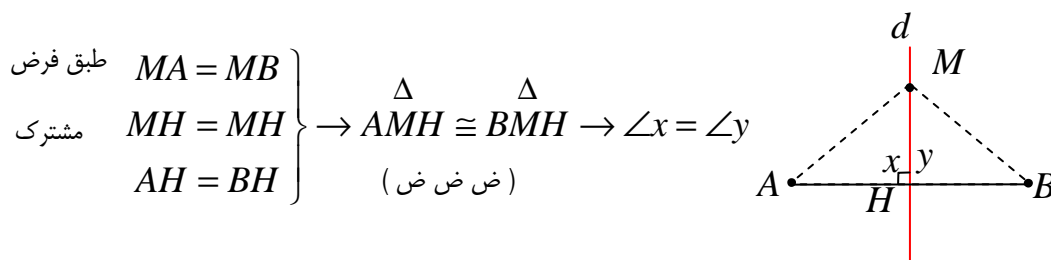 طبق فرض MA = MB
مشترک MH = MH
AH = BH
} → ΔAMH ≅ ΔBMH → ∠x = ∠y
( ض ض ض )
d
M
x y
A H B